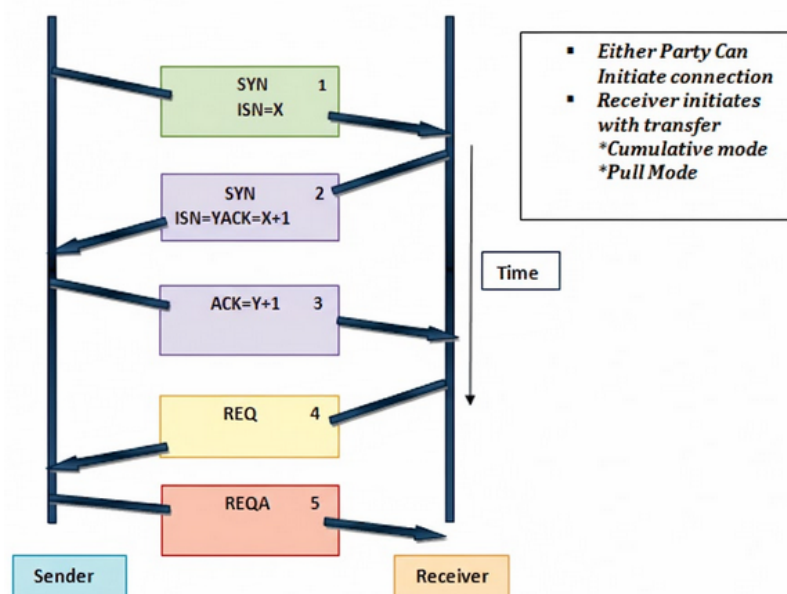 SYN 1
ISN=X
SYN 2
ISN=YACK=X+1
ACK=Y+1 3
REQ 4
REQA 5
Sender
Receiver
Time
▪ Either Party Can
Initiate connection
▪ Receiver initiates
with transfer
*Cumulative mode
*Pull Mode